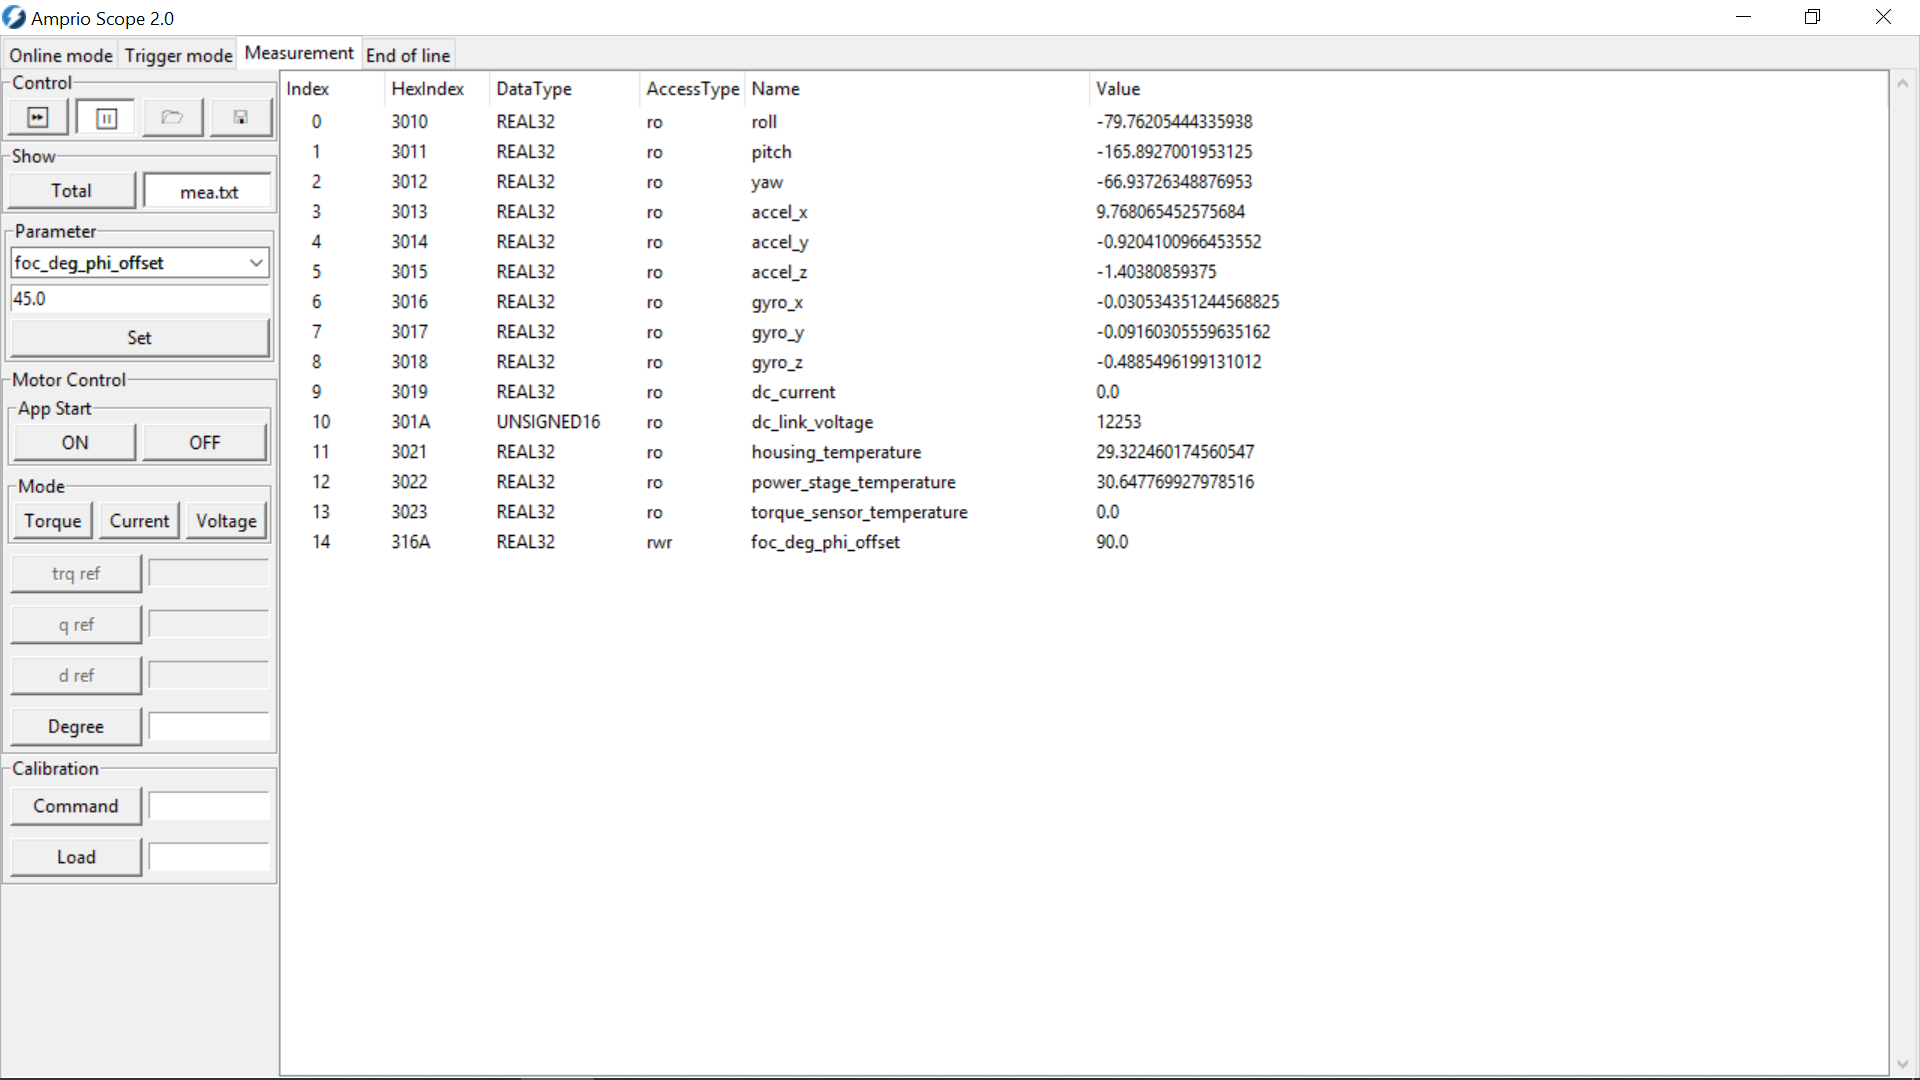 Amprio Scope 2.0
Online mode Trigger mode Measurement End of line
Control
Show
Total mea.txt
Parameter
foc_deg_phi_offset
45.0
Set
Motor Control
App Start
ON OFF
Mode
Torque Current Voltage
trq ref
q ref
d ref
Degree
Calibration
Command
Load
Index HexIndex DataType AccessType Name Value
0 3010 REAL32 ro roll -79.76205444335938
1 3011 REAL32 ro pitch -165.8927001953125
2 3012 REAL32 ro yaw -66.93726348876953
3 3013 REAL32 ro accel_x 9.768065452575684
4 3014 REAL32 ro accel_y -0.9204100966453552
5 3015 REAL32 ro accel_z -1.40380859375
6 3016 REAL32 ro gyro_x -0.030534351244568825
7 3017 REAL32 ro gyro_y -0.09160305559635162
8 3018 REAL32 ro gyro_z -0.4885496199131012
9 3019 REAL32 ro dc_current 0.0
10 301A UNSIGNED16 ro dc_link_voltage 12253
11 3021 REAL32 ro housing_temperature 29.322460174560547
12 3022 REAL32 ro power_stage_temperature 30.647769927978516
13 3023 REAL32 ro torque_sensor_temperature 0.0
14 316A REAL32 rwr foc_deg_phi_offset 90.0